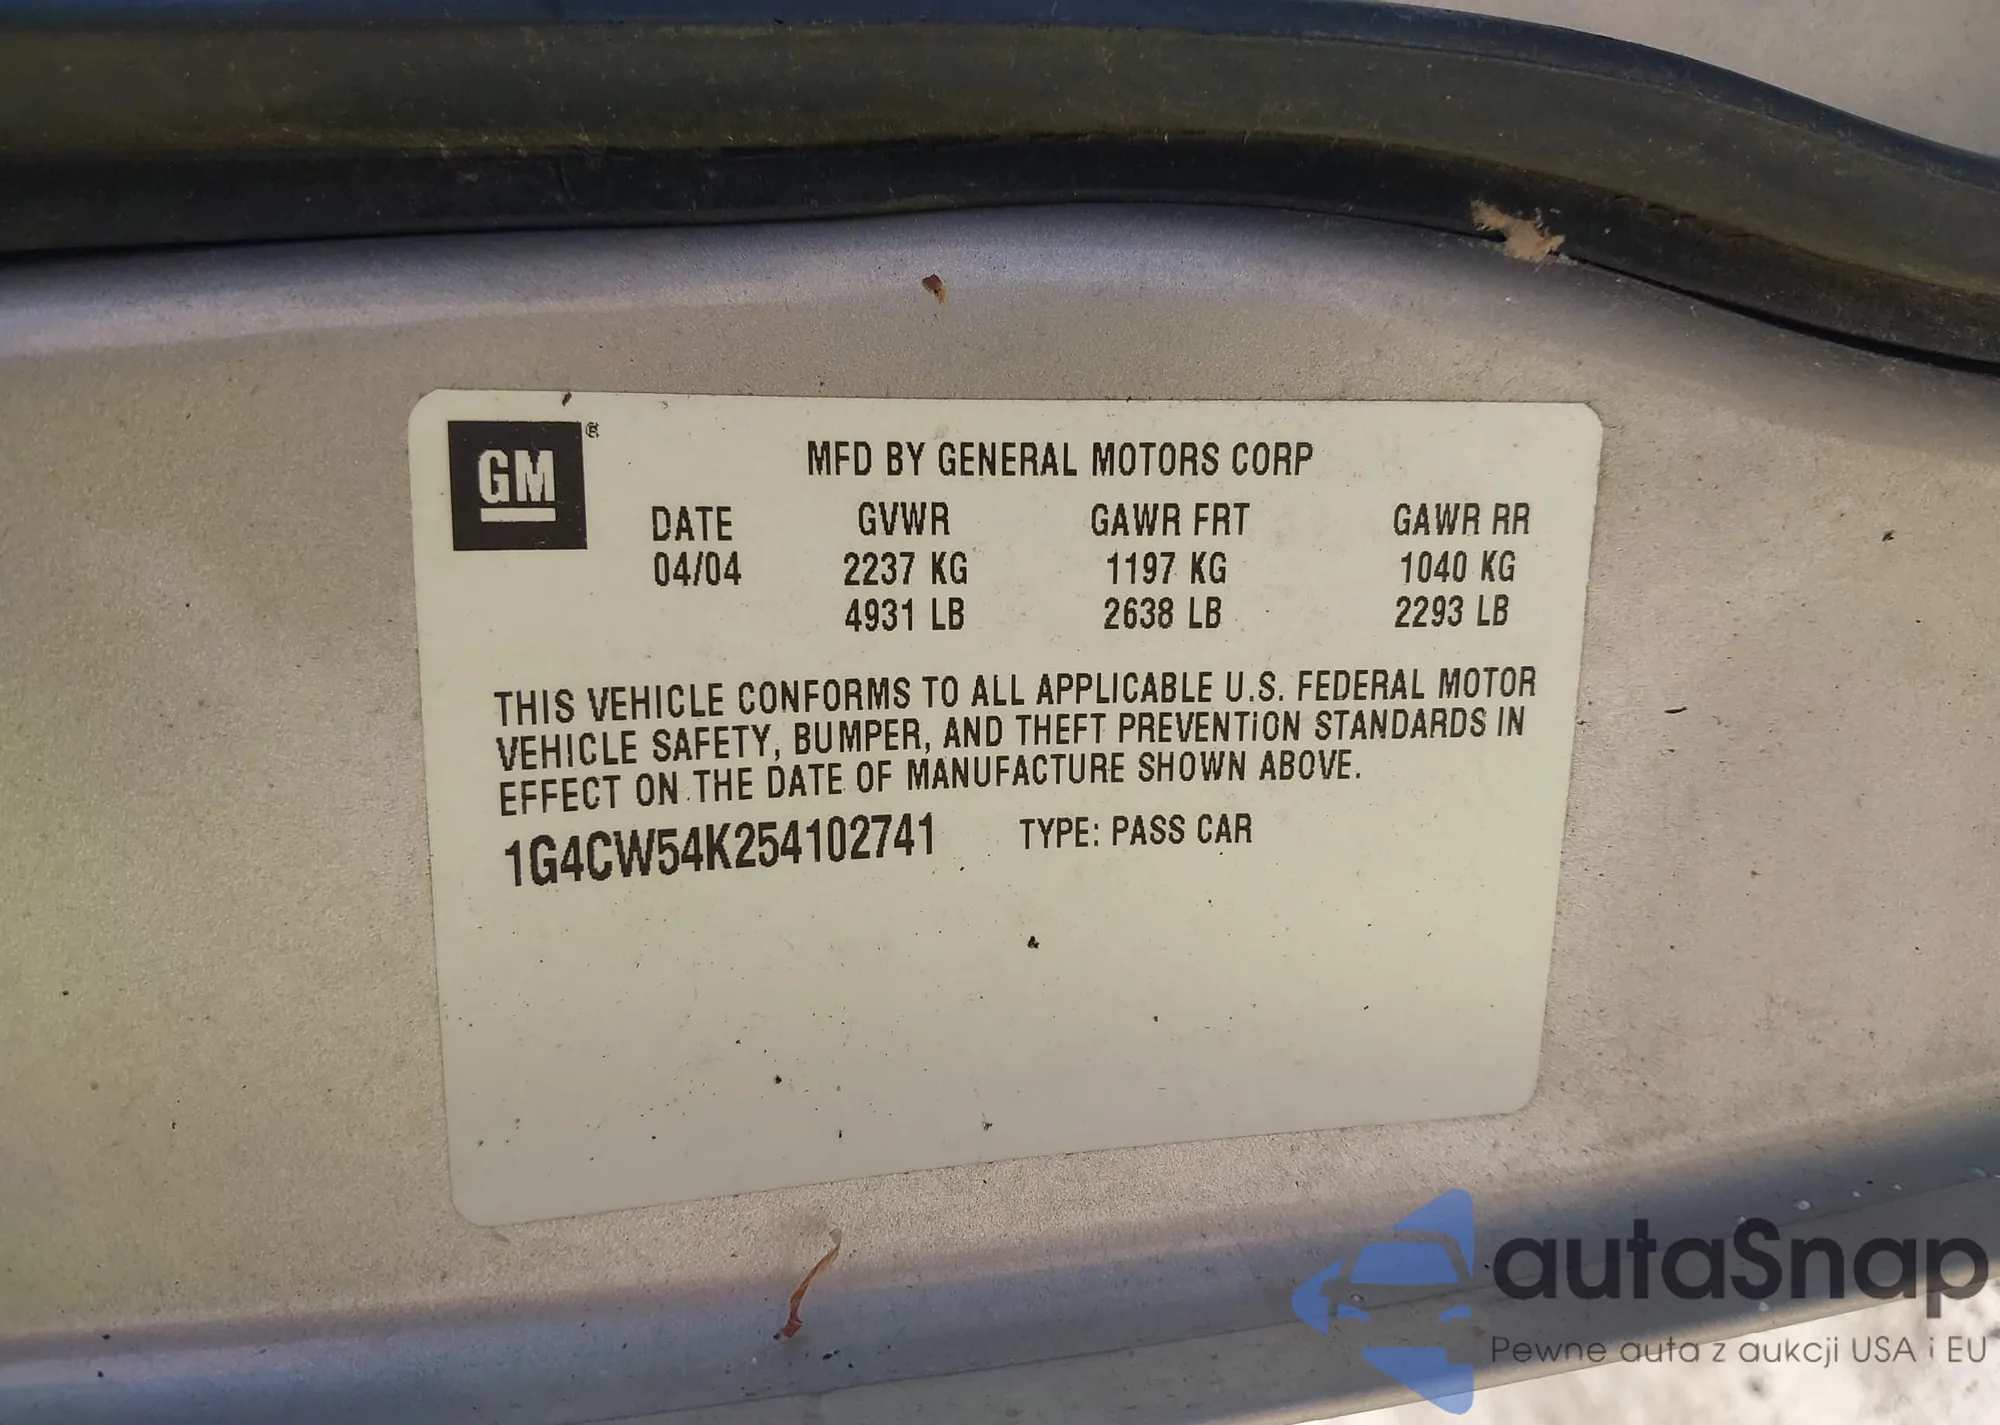 GM ®
MFD BY GENERAL MOTORS CORP
DATE GVWR GAWR FRT GAWR RR
04/04 2237 KG 1197 KG 1040 KG
4931 LB 2638 LB 2293 LB
THIS VEHICLE CONFORMS TO ALL APPLICABLE U.S. FEDERAL MOTOR
VEHICLE SAFETY, BUMPER, AND THEFT PREVENTION STANDARDS IN
EFFECT ON THE DATE OF MANUFACTURE SHOWN ABOVE.
1G4CW54K254102741 TYPE: PASS CAR
autaSnap
Pewne auta z aukcji USA i EU